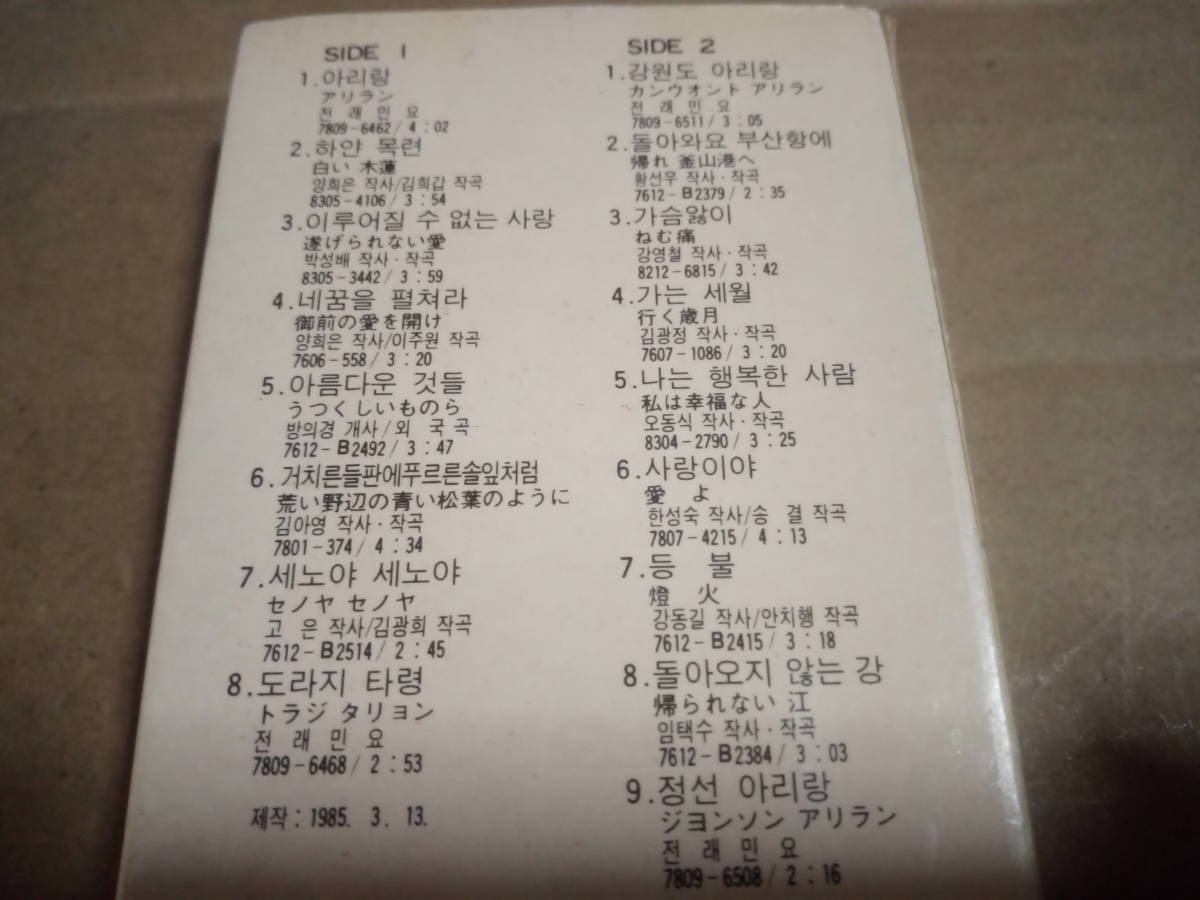 SIDE 1
1.아리랑
アリラン
전 래 민 요
7809-6462 / 4 : 02
2.하얀 목련
白い 木蓮
양희은 작사/김희갑 작곡
8305-4106 / 3 : 54
3.이루어질 수 없는 사랑
遂げられない愛
박성배 작사·작곡
8305-3442 / 3 : 59
4.네꿈을 펼쳐라
御前の愛を開け
양희은 작사/이주원 작곡
7606-558 / 3 : 20
5.아름다운 것들
うつくしいものら
방의경 개사/외 국 곡
7612-B2492 / 3 : 47
6.거치른들판에푸르른솔잎처럼
荒い野辺の青い松葉のように
김아영 작사·작곡
7801-374 / 4 : 34
7.세노야 세노야
セノヤ セノヤ
고 은 작사/김광희 작곡
7612-B2514 / 2 : 45
8.도라지 타령
トラジ タリョン
전 래 민 요
7809-6468 / 2 : 53
제작 : 1985. 3. 13.
SIDE 2
1.강원도 아리랑
カンウオント アリラン
전 래 민 요
7809-6511 / 3 : 05
2.돌아와요 부산항에
帰れ 釜山港へ
황선우 작사·작곡
7612-B2379 / 2 : 35
3.가슴앓이
ねむ痛
강영철 작사·작곡
8212-6815 / 3 : 42
4.가는 세월
行く歳月
김광정 작사·작곡
7607-1086 / 3 : 20
5.나는 행복한 사람
私は幸福な人
오동식 작사·작곡
8304-2790 / 3 : 25
6.사랑이야
愛 よ
한성숙 작사/송 결 작곡
7807-4215 / 4 : 13
7.등 불
燈 火
강동길 작사/안치행 작곡
7612-B2415 / 3 : 18
8.돌아오지 않는 강
帰られない 江
임택수 작사·작곡
7612-B2384 / 3 : 03
9.정선 아리랑
ジヨンソン アリラン
전 래 민 요
7809-6508 / 2 : 16